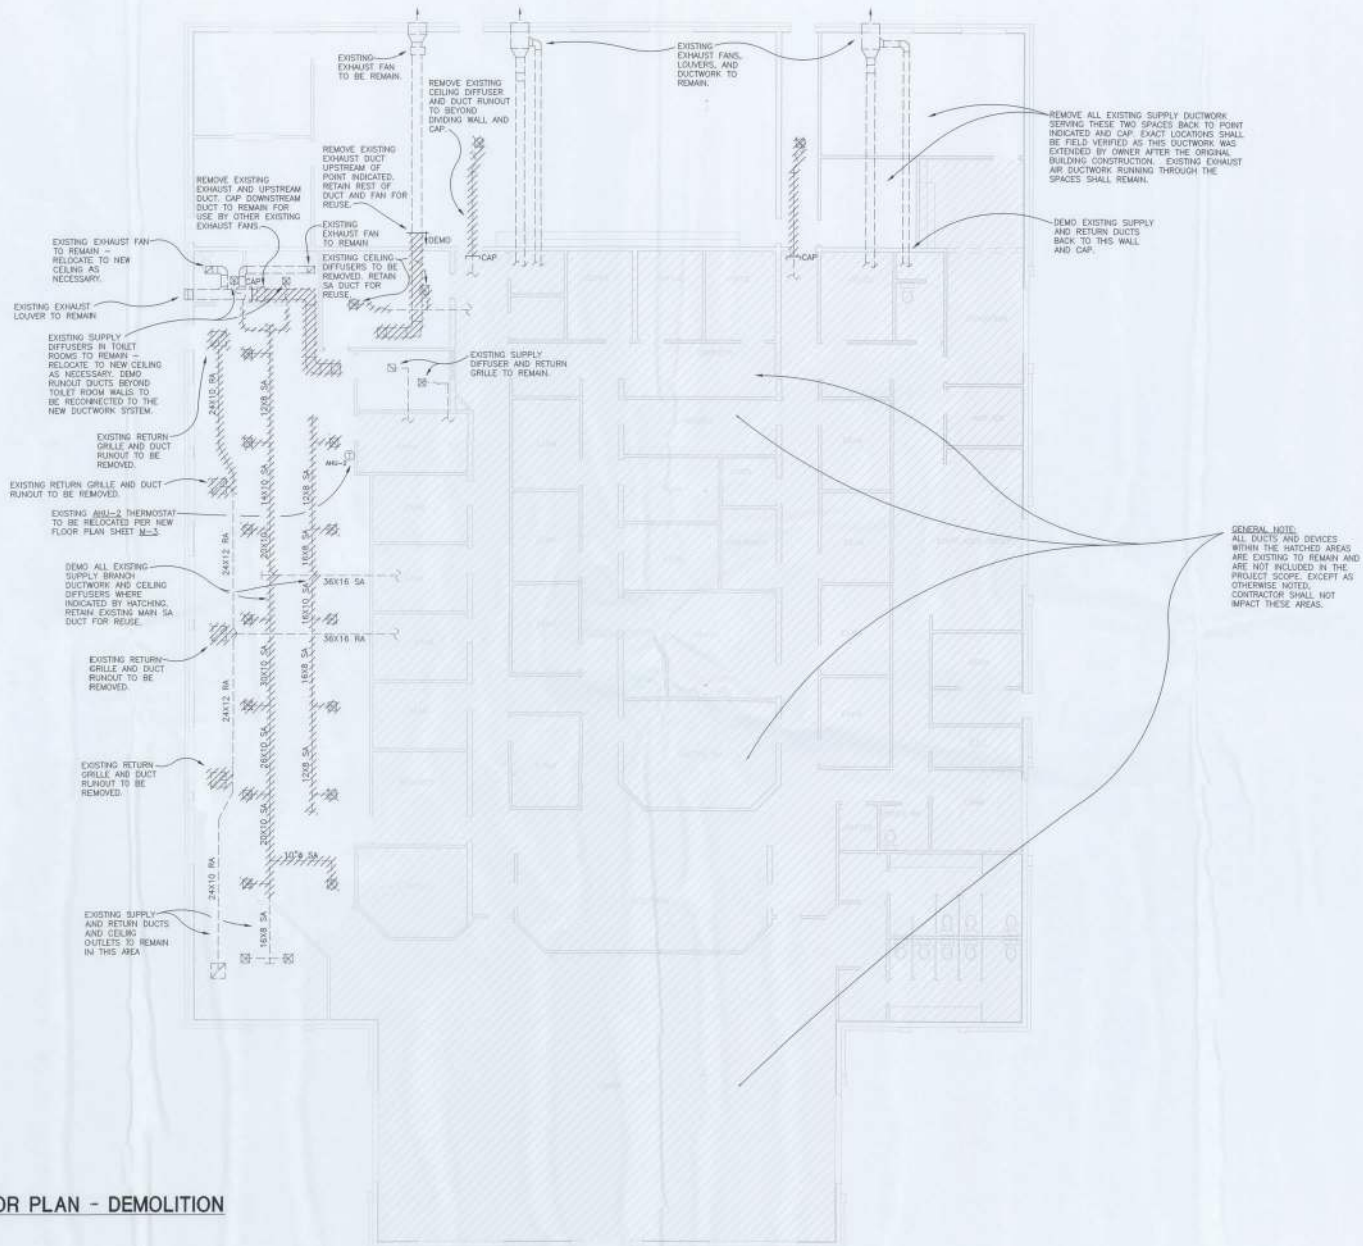 EXISTING
EXHAUST FAN
TO BE REMAIN.
REMOVE EXISTING
CEILING DIFFUSER
AND DUCT RUNOUT
TO BEYOND
DIVIDING WALL AND
CAP.
EXISTING
EXHAUST FANS,
LOUVERS, AND
DUCTWORK TO
REMAIN.
REMOVE ALL EXISTING SUPPLY DUCTWORK
SERVING THESE TWO SPACES BACK TO POINT
INDICATED AND CAP. EXACT LOCATIONS SHALL
BE FIELD VERIFIED AS THIS DUCTWORK WAS
EXTENDED BY OWNER AFTER THE ORIGINAL
BUILDING CONSTRUCTION. EXISTING EXHAUST
AIR DUCTWORK RUNNING THROUGH THE
SPACES SHALL REMAIN.
REMOVE EXISTING
EXHAUST DUCT
UPSTREAM OF
POINT INDICATED.
RETAIN REST OF
DUCT AND FAN FOR
REUSE.
REMOVE EXISTING
EXHAUST AND UPSTREAM
DUCT. CAP DOWNSTREAM
DUCT TO REMAIN FOR
USE BY OTHER EXISTING
EXHAUST FANS
DEMO EXISTING SUPPLY
AND RETURN DUCTS
BACK TO THIS WALL
AND CAP.
EXISTING
EXHAUST FAN
TO REMAIN
DEMO
CAP
CAP
EXISTING EXHAUST FAN
TO REMAIN –
RELOCATE TO NEW
CEILING AS
NECESSARY.
EXISTING CEILING
DIFFUSERS TO BE
REMOVED. RETAIN
SA DUCT FOR
REUSE.
CAP
EXISTING EXHAUST
LOUVER TO REMAIN
EXISTING SUPPLY
DIFFUSERS IN TOILET
ROOMS TO REMAIN –
RELOCATE TO NEW CEILING
AS NECESSARY. DEMO
RUNOUT DUCTS BEYOND
TOILET ROOM WALLS TO
BE RECONNECTED TO THE
NEW DUCTWORK SYSTEM.
EXISTING SUPPLY
DIFFUSER AND RETURN
GRILLE TO REMAIN.
24X10 RA
12X8 SA
EXISTING RETURN
GRILLE AND DUCT
RUNOUT TO BE
REMOVED.
T
AHU-2
EXISTING RETURN GRILLE AND DUCT
RUNOUT TO BE REMOVED.
14X10 SA
12X8 SA
EXISTING AHU-2 THERMOSTAT
TO BE RELOCATED PER NEW
FLOOR PLAN SHEET M-3.
24X12 RA
20X10
16X8 SA
GENERAL NOTE:
ALL DUCTS AND DEVICES
WITHIN THE HATCHED AREAS
ARE EXISTING TO REMAIN AND
ARE NOT INCLUDED IN THE
PROJECT SCOPE. EXCEPT AS
OTHERWISE NOTED,
CONTRACTOR SHALL NOT
IMPACT THESE AREAS.
DEMO ALL EXISTING
SUPPLY BRANCH
DUCTWORK AND CEILING
DIFFUSERS WHERE
INDICATED BY HATCHING.
RETAIN EXISTING MAIN SA
DUCT FOR REUSE.
36X16 SA
16X10 SA
36X16 RA
EXISTING RETURN
GRILLE AND DUCT
RUNOUT TO BE
REMOVED.
30X10 SA
16X8 SA
24X12 RA
26X10 SA
12X8 SA
EXISTING RETURN
GRILLE AND DUCT
RUNOUT TO BE
REMOVED.
20X10 SA
10"ø SA
24X10 RA
EXISTING SUPPLY
AND RETURN DUCTS
AND CEILING
OUTLETS TO REMAIN
IN THIS AREA
16X8 SA
OR PLAN - DEMOLITION